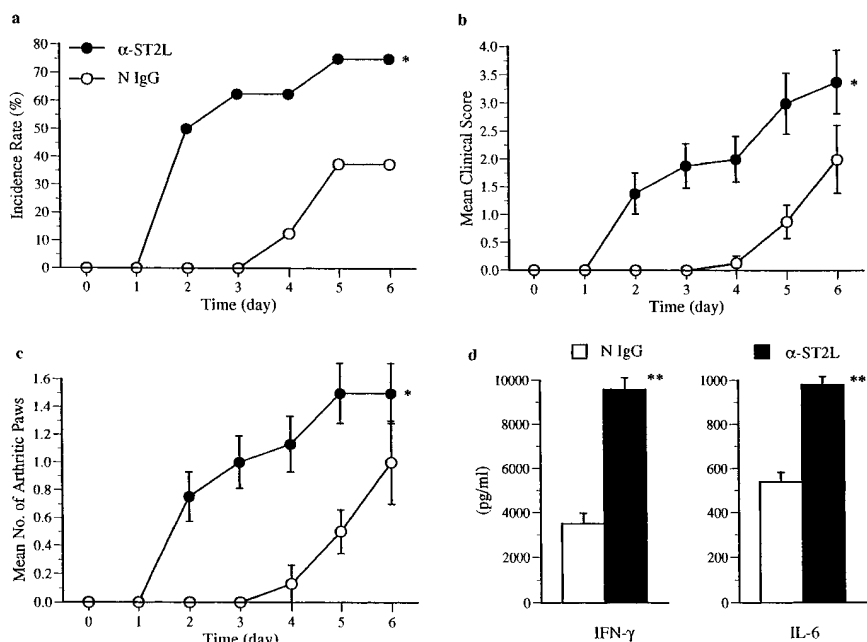 a
80
70
60
50
40
30
20
10
0
Incidence Rate (%)
α-ST2L
N IgG
*
0 1 2 3 4 5 6
Time (day)
b
4.0
3.5
3.0
2.5
2.0
1.5
1.0
0.5
0.0
Mean Clinical Score
*
0 1 2 3 4 5 6
Time (day)
c
1.6
1.4
1.2
1.0
0.8
0.6
0.4
0.2
0.0
Mean No. of Arthritic Paws
*
0 1 2 3 4 5 6
Time (day)
d
N IgG
α-ST2L
10000
8000
6000
4000
2000
0
(pg/ml)
**
IFN-γ
1000
800
600
400
200
0
**
IL-6